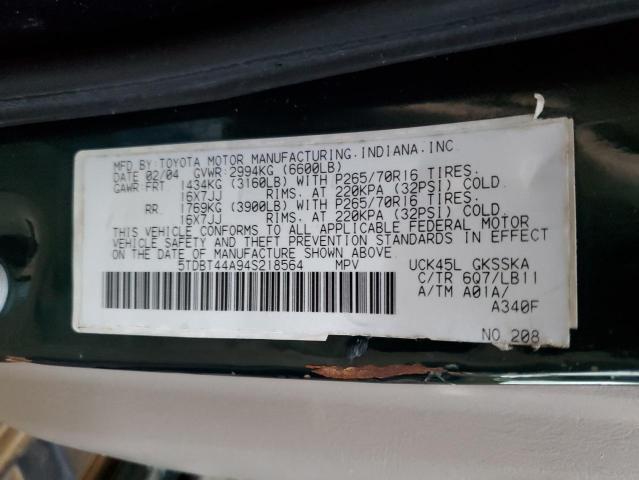 MFD.BY:TOYOTA MOTOR MANUFACTURING.INDIANA.INC.
DATE 02/04 GVWR:2994KG (6600LB)
GAWR:FRT. 1434KG (3160LB) WITH P265/70R16 TIRES.
16X7JJ RIMS. AT 220KPA (32PSI) COLD.
RR. 1769KG (3900LB) WITH P265/70R16 TIRES.
16X7JJ RIMS. AT 220KPA (32PSI) COLD.
THIS VEHICLE CONFORMS TO ALL APPLICABLE FEDERAL MOTOR
VEHICLE SAFETY AND THEFT PREVENTION STANDARDS IN EFFECT
ON THE DATE OF MANUFACTURE SHOWN ABOVE
5TDBT44A94S218564 MPV UCK45L GKSSKA
C/TR 6Q7/LB11
A/TM A01A/
A340F
NO.208